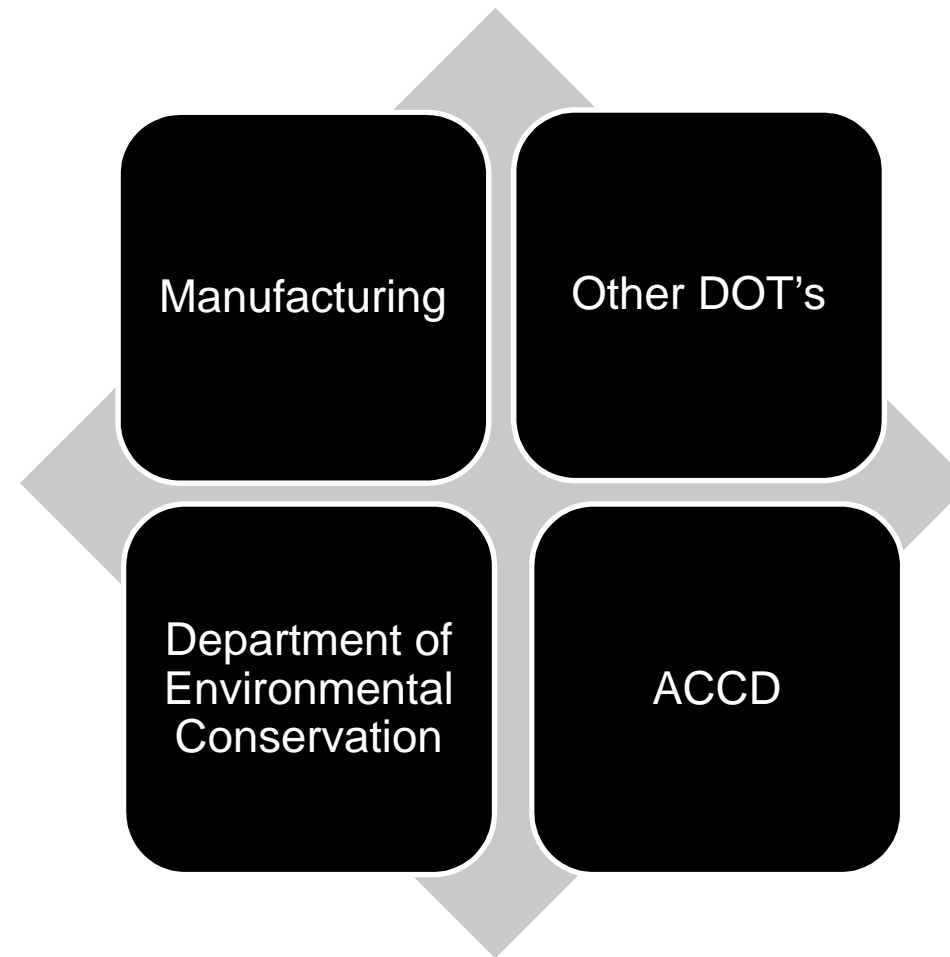 Manufacturing
Other DOT’s
Department of
Environmental
Conservation
ACCD